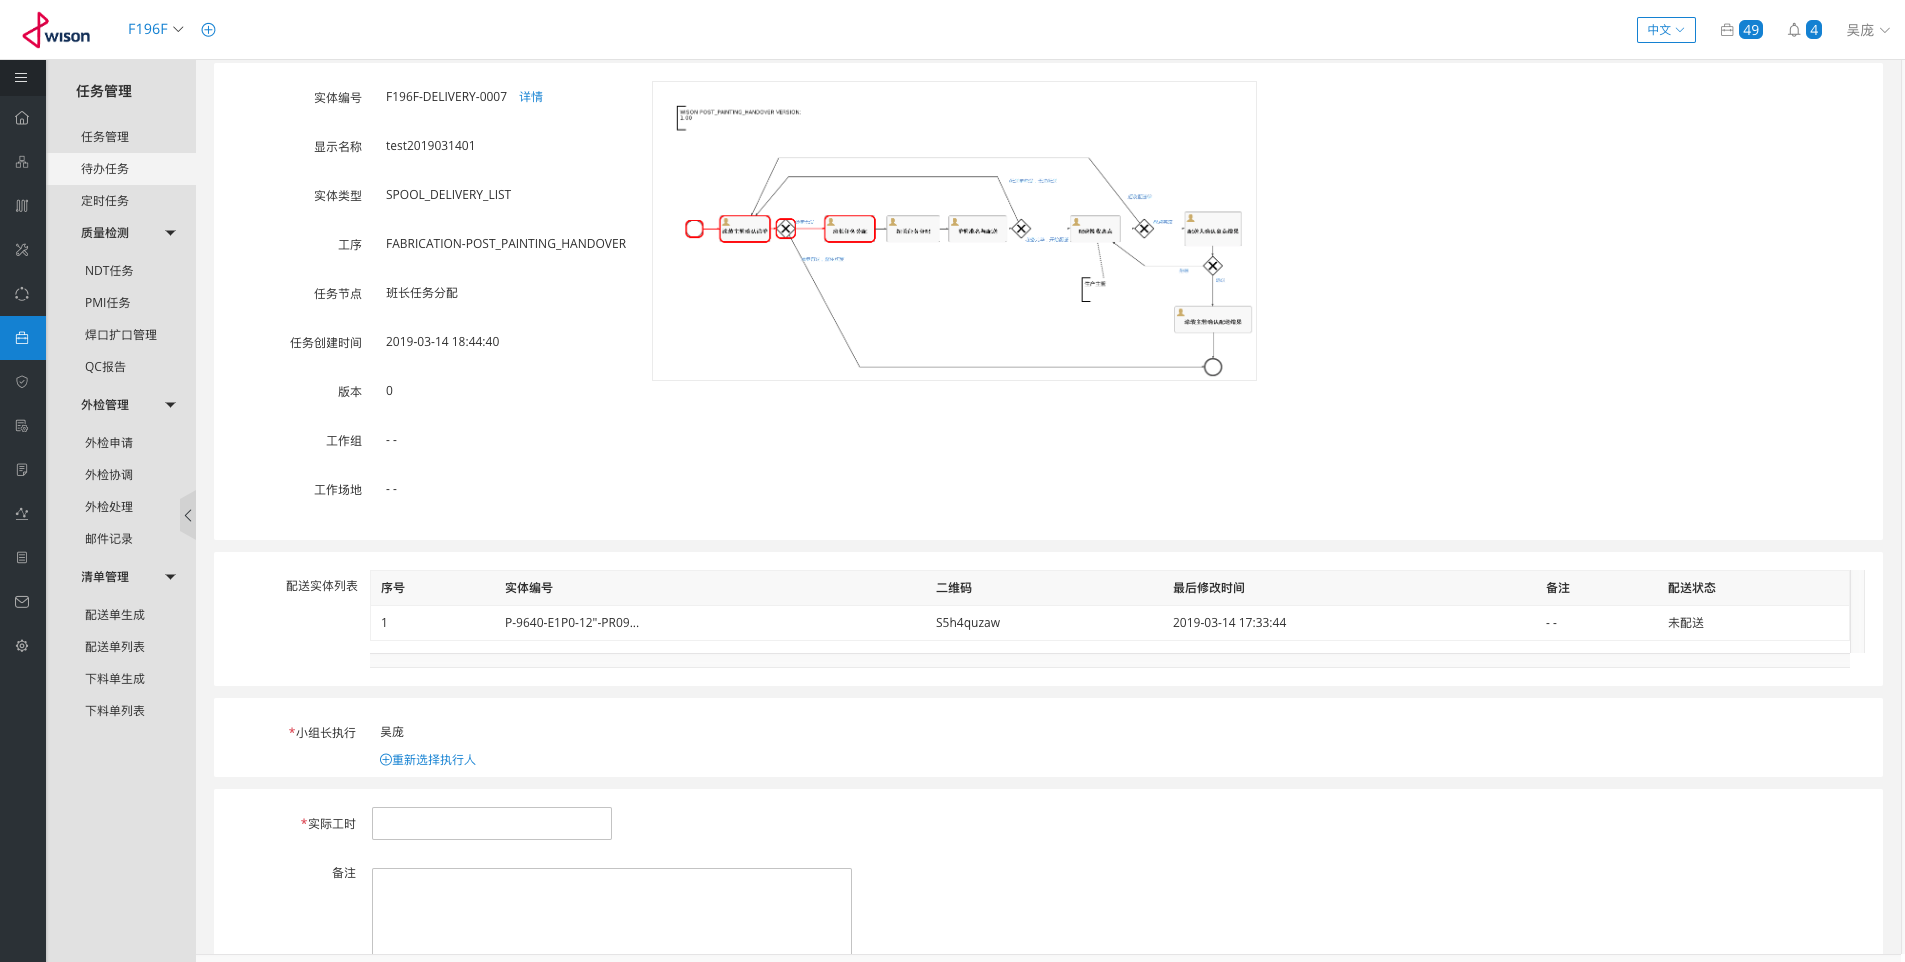 wison
F196F
中文
49
4
吴庞
任务管理
任务管理
待办任务
定时任务
质量检测
NDT任务
PMI任务
焊口扩口管理
QC报告
外检管理
外检申请
外检协调
外检处理
邮件记录
清单管理
配送单生成
配送单列表
下料单生成
下料单列表
实体编号 F196F-DELIVERY-0007 详情
显示名称 test2019031401
实体类型 SPOOL_DELIVERY_LIST
工序 FABRICATION-POST_PAINTING_HANDOVER
任务节点 班长任务分配
任务创建时间 2019-03-14 18:44:40
版本 0
工作组 - -
工作场地 - -
WISON POST_PAINTING_HANDOVER VERSION:
1.00
配送实体列表
序号 实体编号 二维码 最后修改时间 备注 配送状态
1 P-9640-E1P0-12"-PR09... S5h4quzaw 2019-03-14 17:33:44 - - 未配送
*小组长执行 吴庞
重新选择执行人
*实际工时
备注